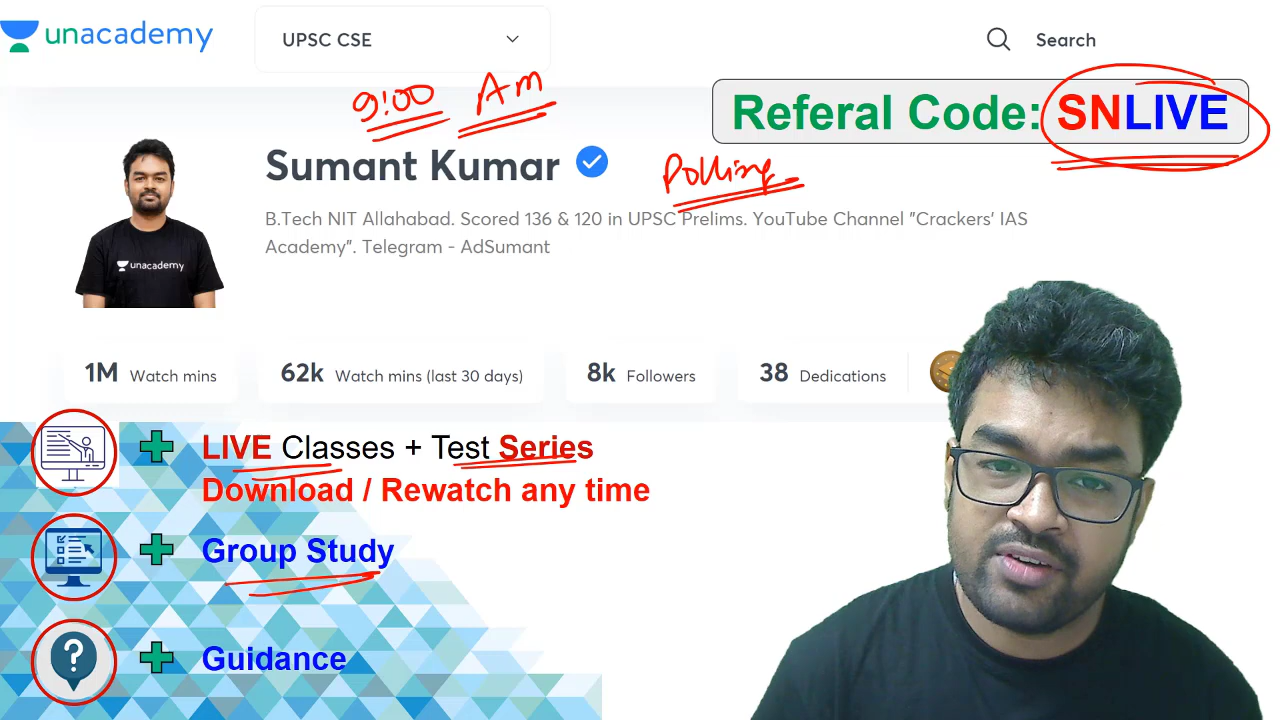 unacademy
UPSC CSE
Search
9:00 Am
Referal Code: SNLIVE
Sumant Kumar
Polling
B.Tech NIT Allahabad. Scored 136 & 120 in UPSC Prelims. YouTube Channel "Crackers' IAS
Academy". Telegram - AdSumant
unacademy
1M Watch mins
62k Watch mins (last 30 days)
8k Followers
38 Dedications
LIVE Classes + Test Series
Download / Rewatch any time
Group Study
?
Guidance